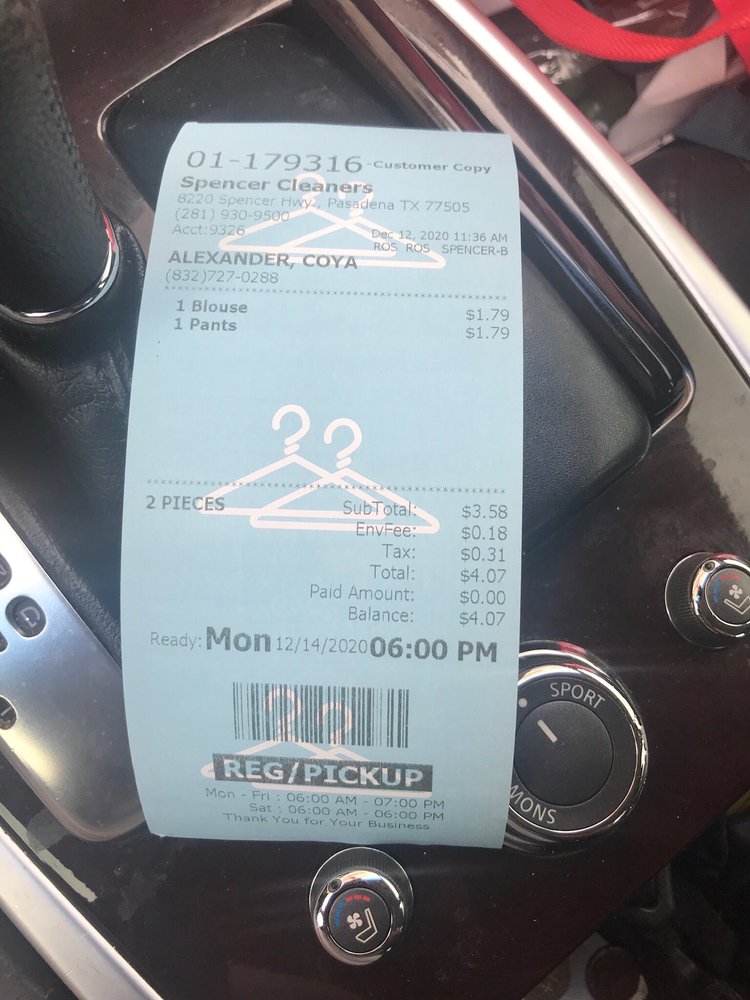 01-179316-Customer Copy
Spencer Cleaners
8220 Spencer Hwy., Pasadena TX 77505
(281) 930-9500
Acct:9326 Dec 12, 2020 11:36 AM
ROS ROS SPENCER-B
ALEXANDER, COYA
(832)727-0288
1 Blouse $1.79
1 Pants $1.79
2 PIECES SubTotal: $3.58
EnvFee: $0.18
Tax: $0.31
Total: $4.07
Paid Amount: $0.00
Balance: $4.07
Ready: Mon 12/14/2020 06:00 PM
REG/PICKUP
Mon - Fri : 06:00 AM - 07:00 PM
Sat : 06:00 AM - 06:00 PM
Thank You for Your Business
SPORT
SNOW
D